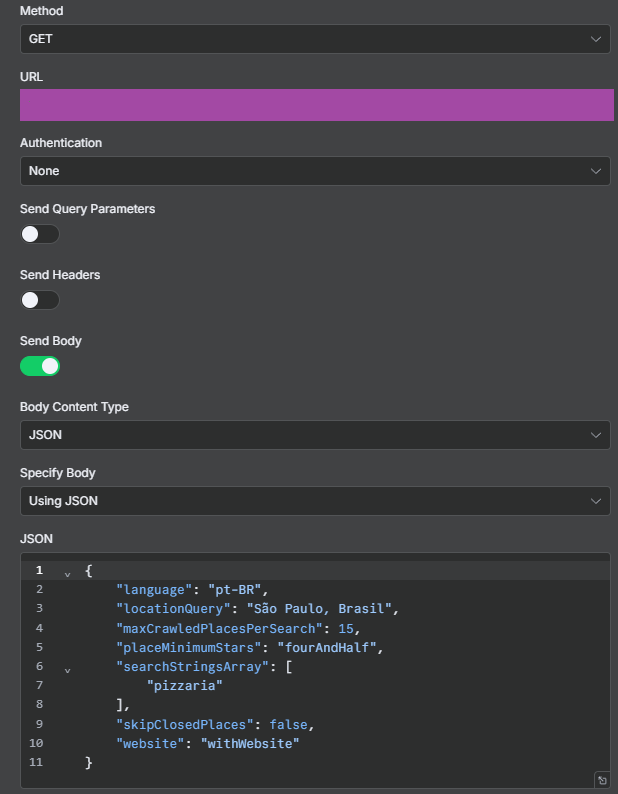 Method
GET
URL
Authentication
None
Send Query Parameters
Send Headers
Send Body
Body Content Type
JSON
Specify Body
Using JSON
JSON
1 {
2 "language": "pt-BR",
3 "locationQuery": "São Paulo, Brasil",
4 "maxCrawledPlacesPerSearch": 15,
5 "placeMinimumStars": "fourAndHalf",
6 "searchStringsArray": [
7 "pizzaria"
8 ],
9 "skipClosedPlaces": false,
10 "website": "withWebsite"
11 }